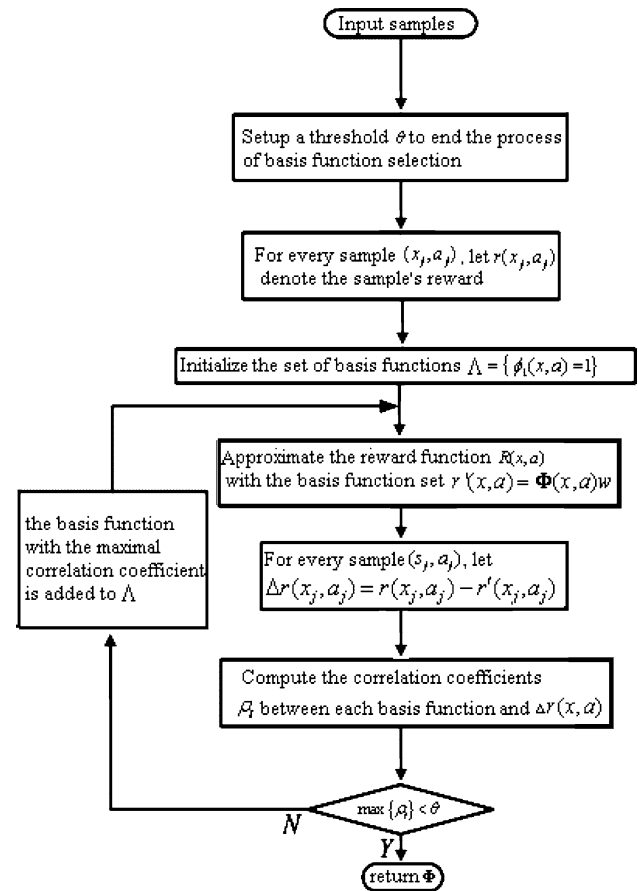 Input samples
Setup a threshold ϑ to end the process
of basis function selection
For every sample (x_j, a_j), let r(x_j, a_j)
denote the sample's reward
Initialize the set of basis functions Λ = {ϕ₁(x, a) = 1}
Approximate the reward function R(x, a)
with the basis function set r'(x, a) = Φ(x, a)w
the basis function
with the maximal
correlation coefficient
is added to Λ
For every sample (s_j, a_j), let
Δr(x_j, a_j) = r(x_j, a_j) − r'(x_j, a_j)
Compute the correlation coefficients
ρ_i between each basis function and Δr(x, a)
max {ρ_i} < ϑ
N
Y
return Φ